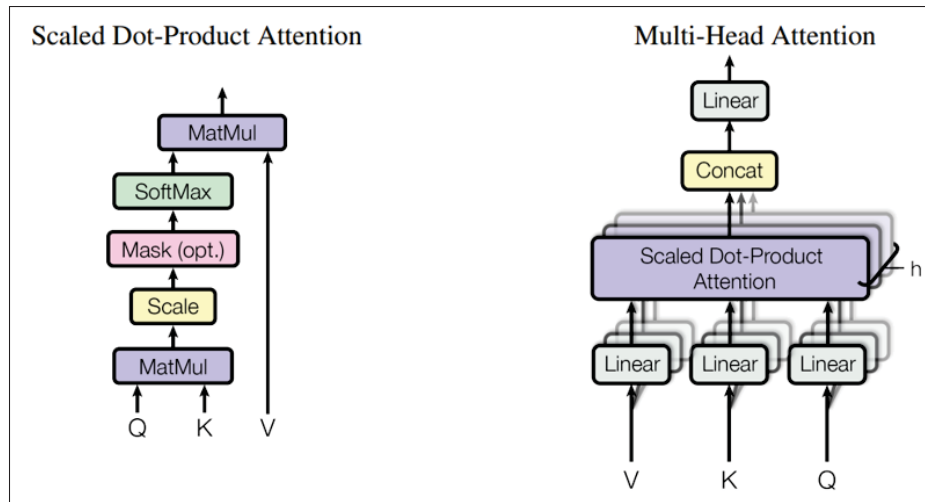 Scaled Dot-Product Attention
MatMul
SoftMax
Mask (opt.)
Scale
MatMul
Q K V
Multi-Head Attention
Linear
Concat
Scaled Dot-Product
Attention
h
Linear Linear Linear
V K Q